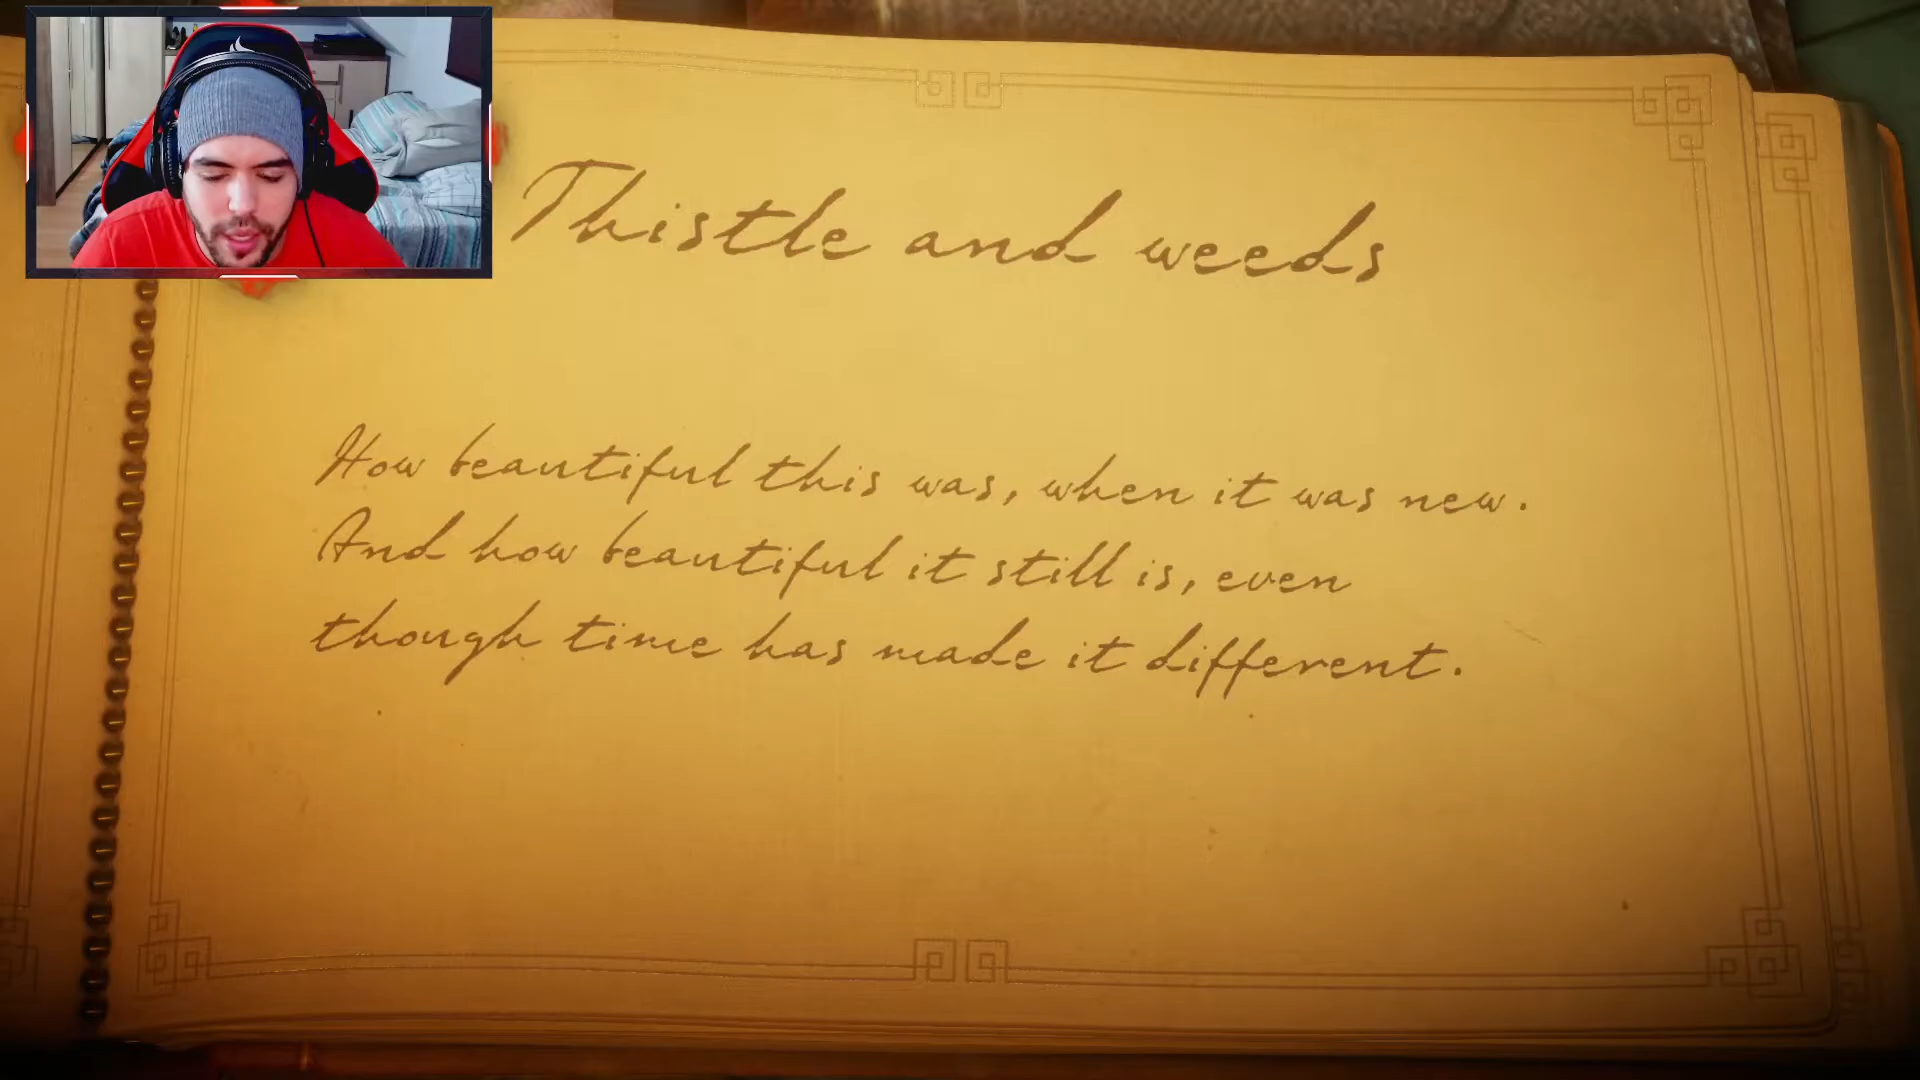 Thistle and weeds
How beautiful this was, when it was new.
And how beautiful it still is, even
though time has made it different.